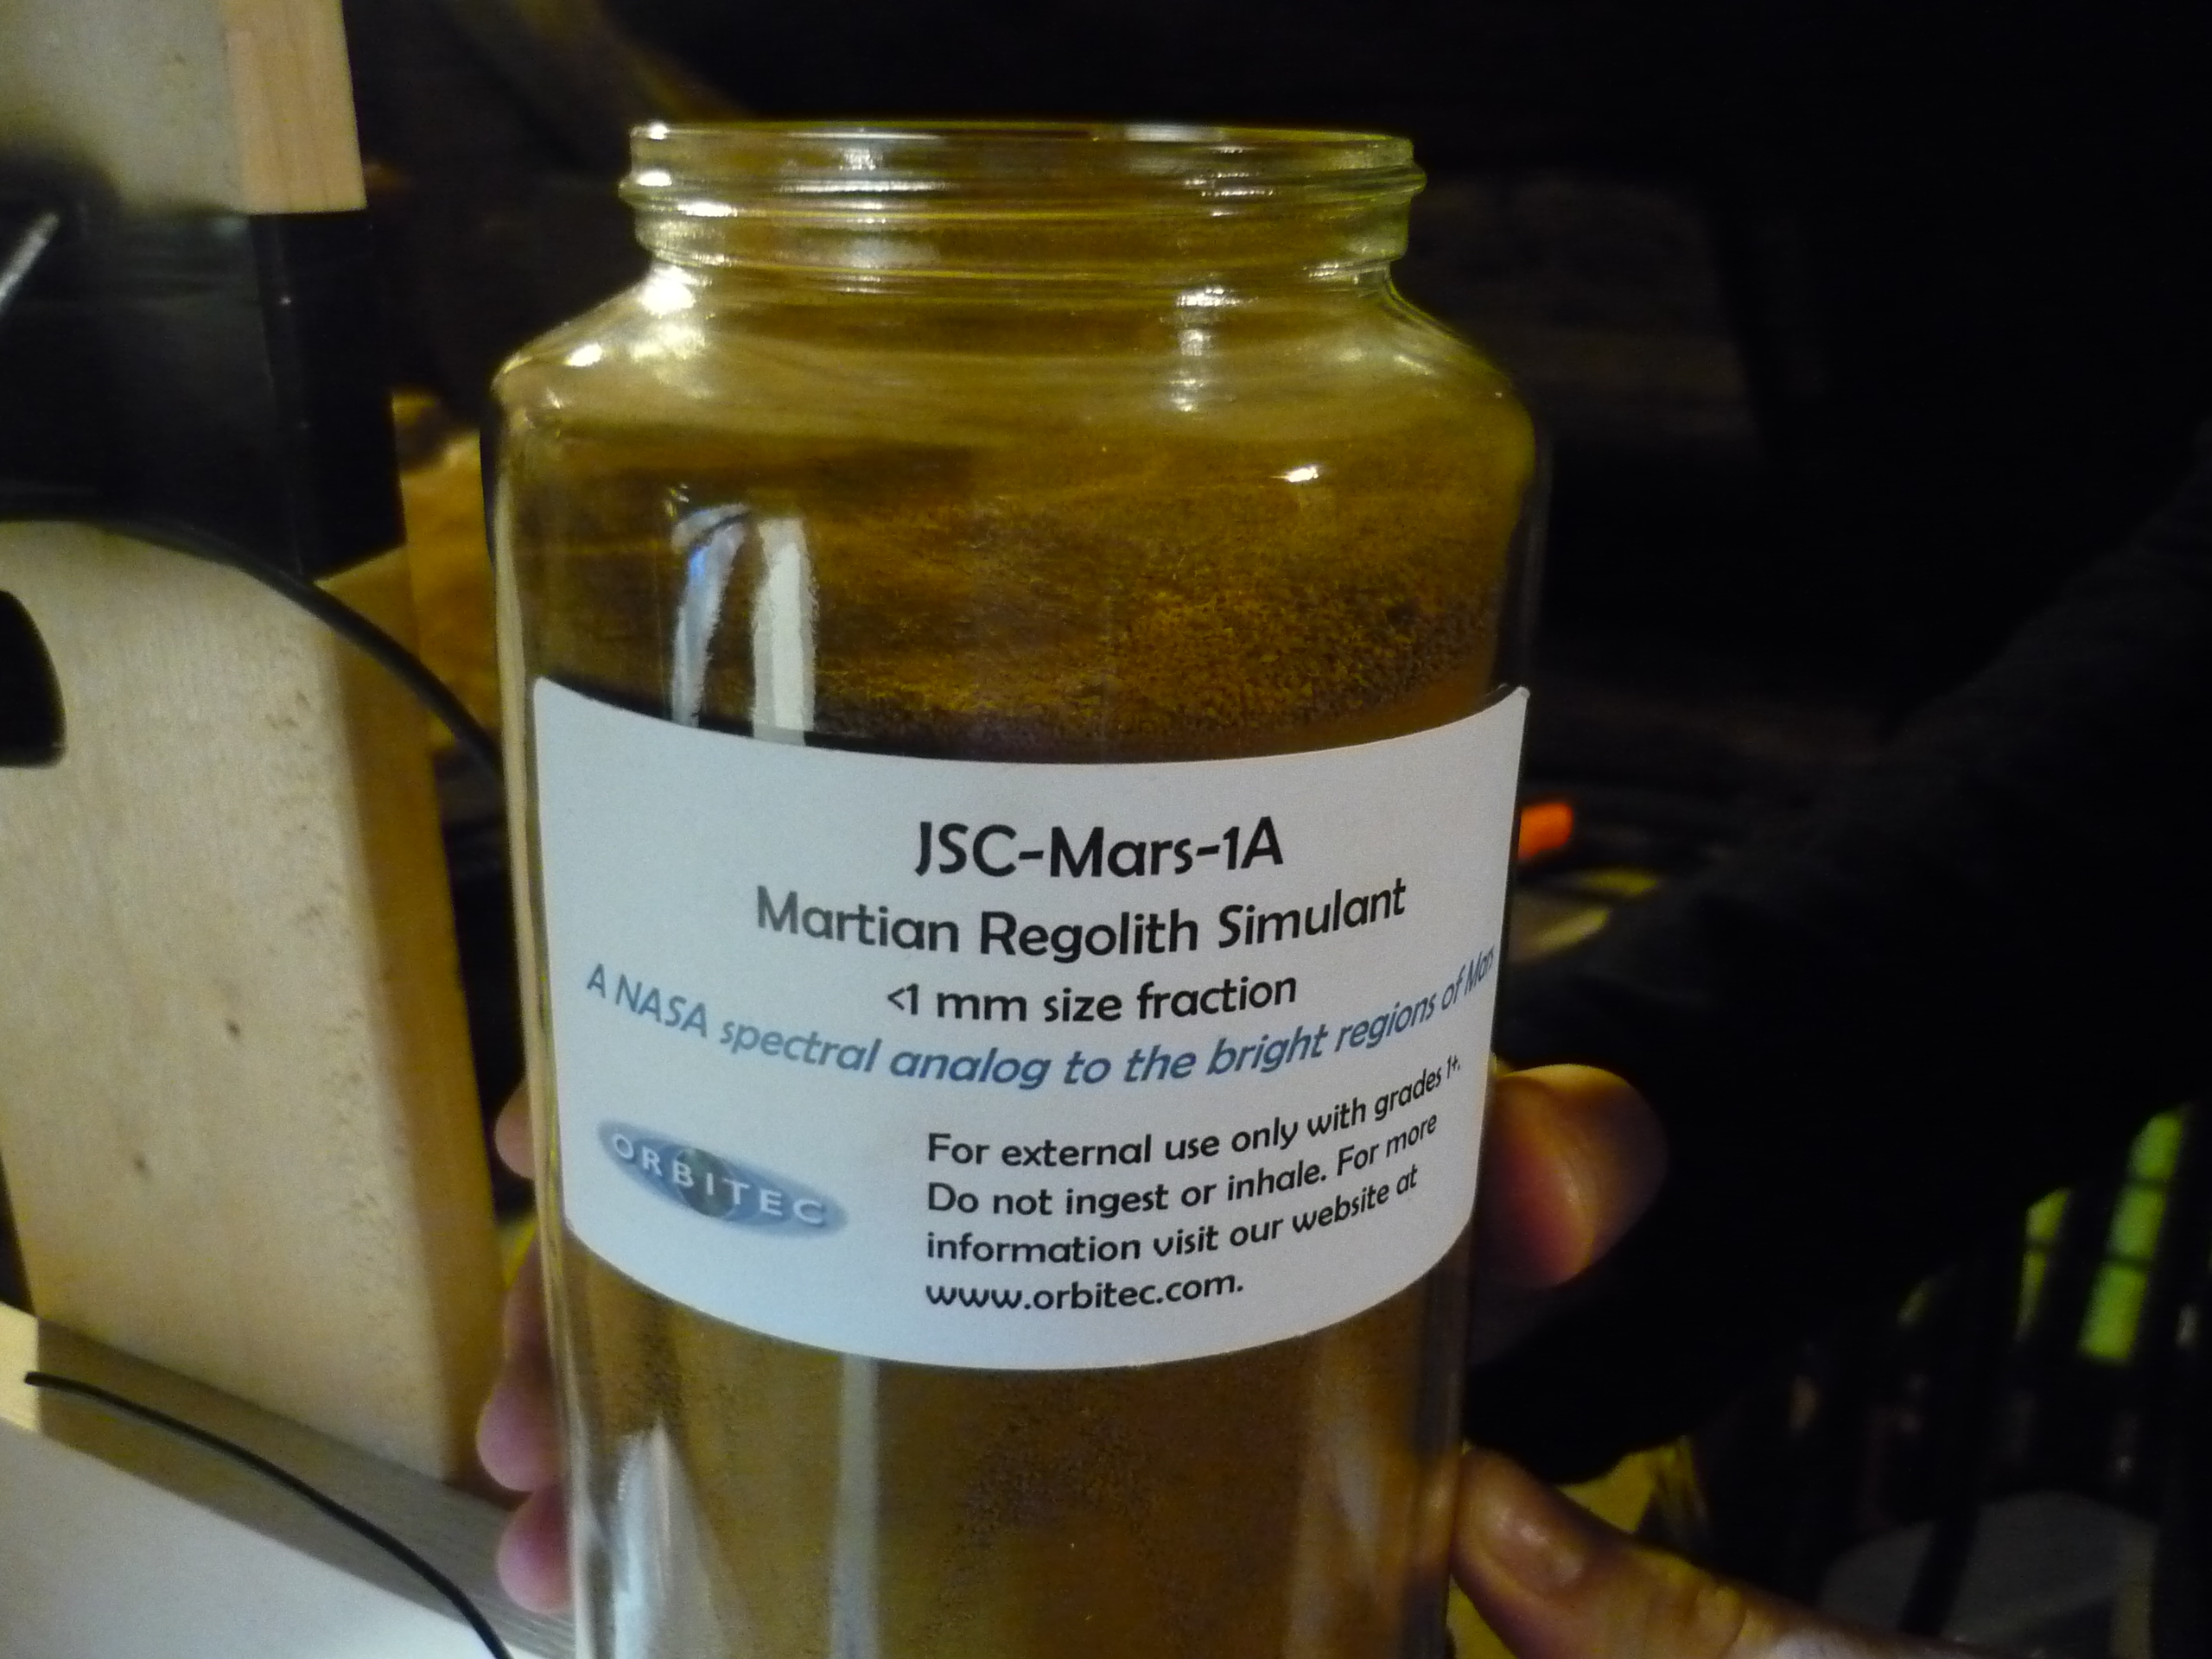 JSC-Mars-1A
Martian Regolith Simulant
<1 mm size fraction
A NASA spectral analog to the bright regions of Mars
ORBITEC
For external use only with grades 1+.
Do not ingest or inhale. For more
information visit our website at
www.orbitec.com.